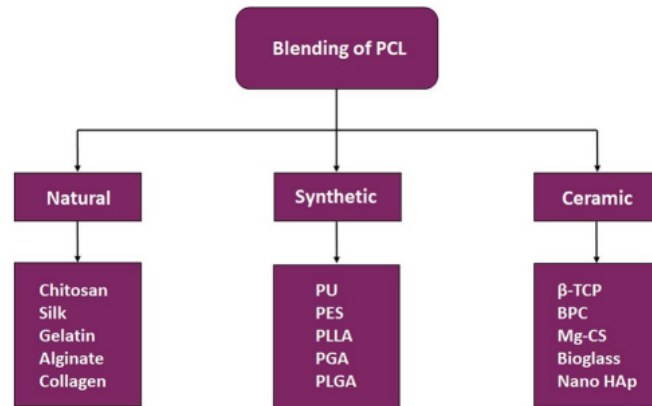 Blending of PCL
Natural
Synthetic
Ceramic
Chitosan
Silk
Gelatin
Alginate
Collagen
PU
PES
PLLA
PGA
PLGA
β-TCP
BPC
Mg-CS
Bioglass
Nano HAp